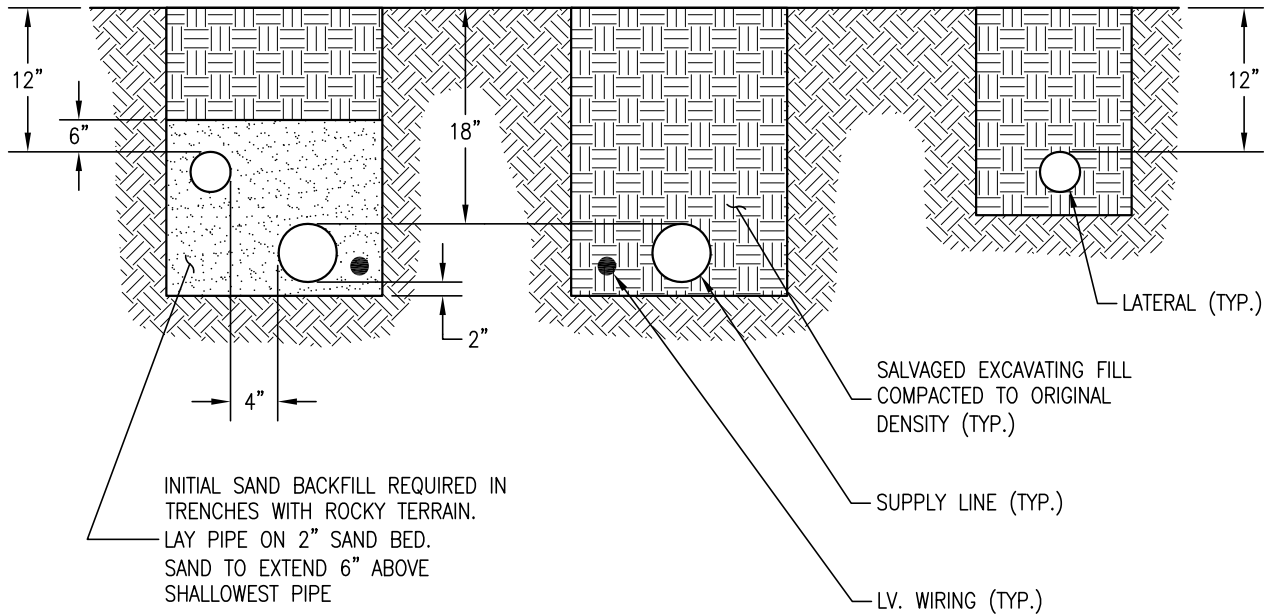 12”
6”
18”
12”
2”
4”
LATERAL (TYP.)
SALVAGED EXCAVATING FILL
COMPACTED TO ORIGINAL
DENSITY (TYP.)
INITIAL SAND BACKFILL REQUIRED IN
TRENCHES WITH ROCKY TERRAIN.
LAY PIPE ON 2” SAND BED.
SAND TO EXTEND 6” ABOVE
SHALLOWEST PIPE
SUPPLY LINE (TYP.)
LV. WIRING (TYP.)